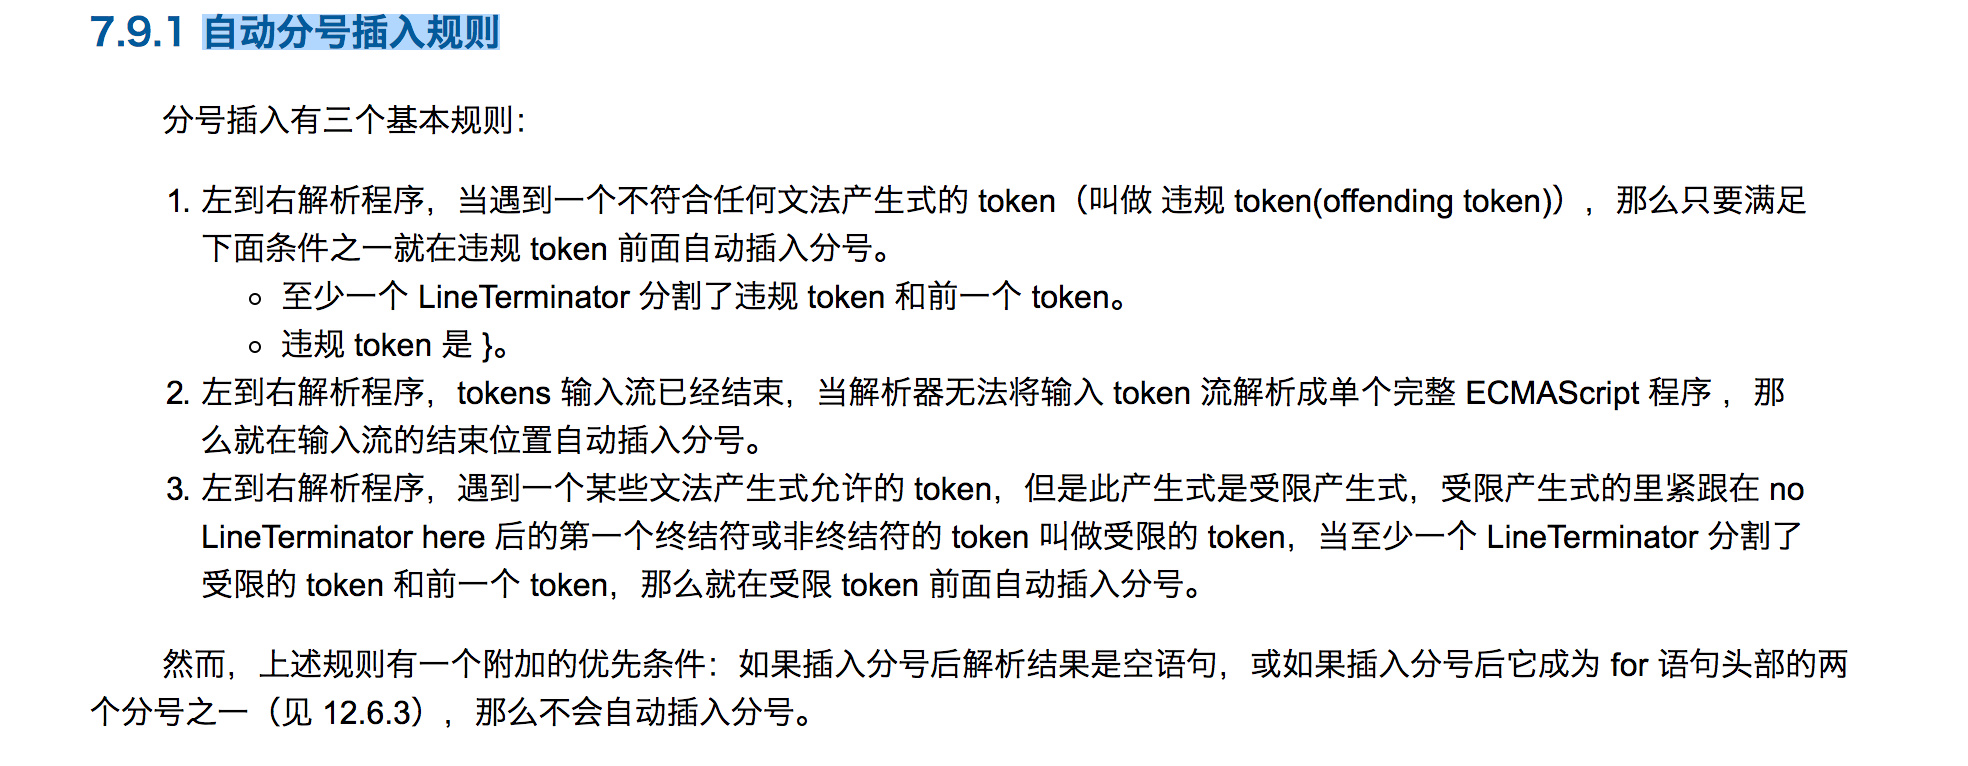 7.9.1 自动分号插入规则
分号插入有三个基本规则：
1. 左到右解析程序，当遇到一个不符合任何文法产生式的 token（叫做 违规 token(offending token)），那么只要满足
下面条件之一就在违规 token 前面自动插入分号。
至少一个 LineTerminator 分割了违规 token 和前一个 token。
违规 token 是 }。
2. 左到右解析程序，tokens 输入流已经结束，当解析器无法将输入 token 流解析成单个完整 ECMAScript 程序 ，那
么就在输入流的结束位置自动插入分号。
3. 左到右解析程序，遇到一个某些文法产生式允许的 token，但是此产生式是受限产生式，受限产生式的里紧跟在 no
LineTerminator here 后的第一个终结符或非终结符的 token 叫做受限的 token，当至少一个 LineTerminator 分割了
受限的 token 和前一个 token，那么就在受限 token 前面自动插入分号。
然而，上述规则有一个附加的优先条件：如果插入分号后解析结果是空语句，或如果插入分号后它成为 for 语句头部的两
个分号之一（见 12.6.3），那么不会自动插入分号。